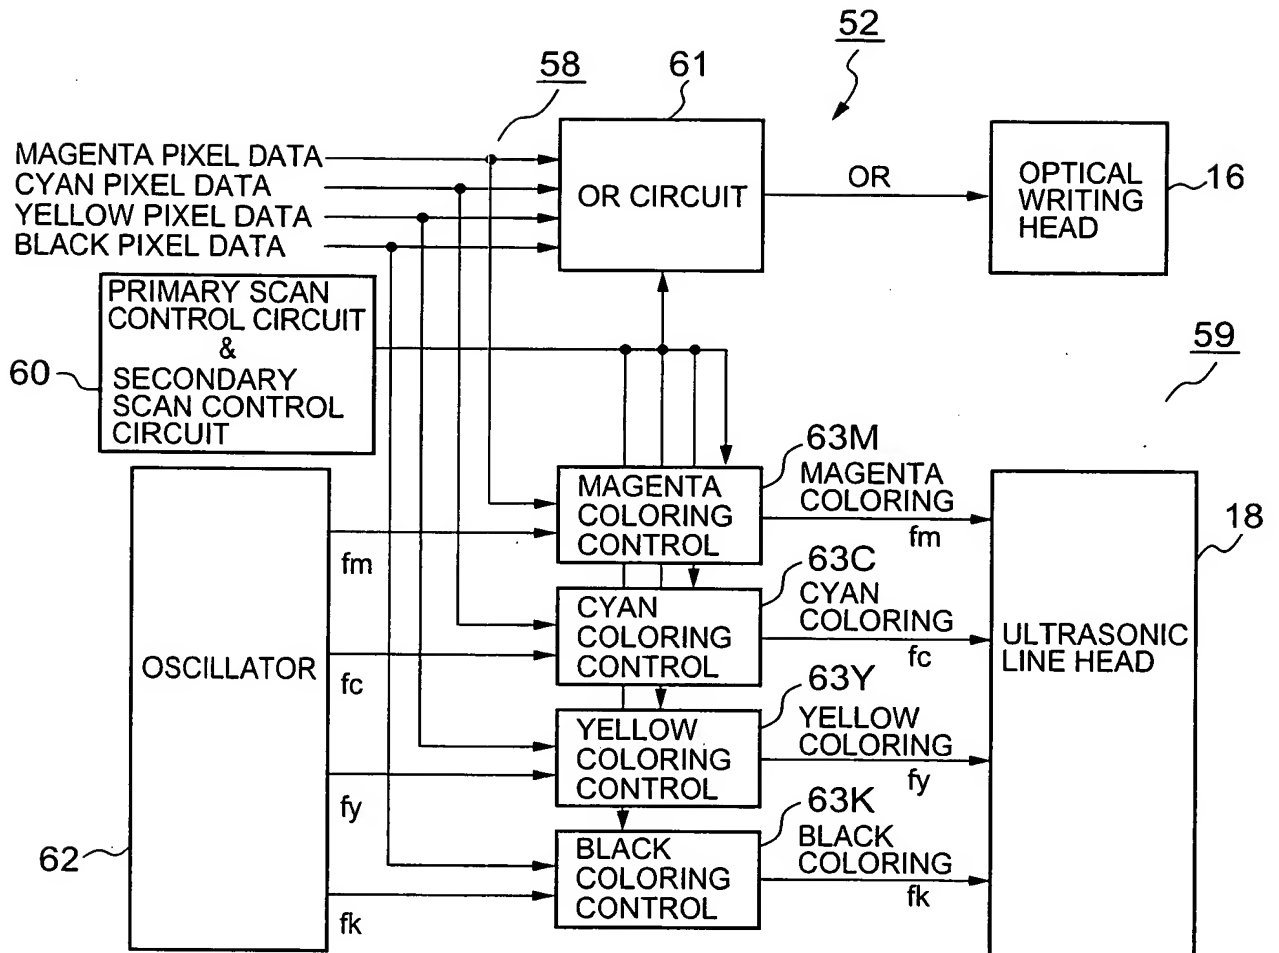 52
58
61
MAGENTA PIXEL DATA
CYAN PIXEL DATA
YELLOW PIXEL DATA
BLACK PIXEL DATA
OR CIRCUIT
OR
OPTICAL
WRITING
HEAD
16
PRIMARY SCAN
CONTROL CIRCUIT
&
SECONDARY
SCAN CONTROL
CIRCUIT
60
59
63M
MAGENTA
COLORING
CONTROL
MAGENTA
COLORING
fm
fm
18
63C
CYAN
COLORING
CONTROL
CYAN
COLORING
fc
fc
OSCILLATOR
ULTRASONIC
LINE HEAD
63Y
YELLOW
COLORING
CONTROL
YELLOW
COLORING
fy
fy
62
63K
BLACK
COLORING
CONTROL
BLACK
COLORING
fk
fk